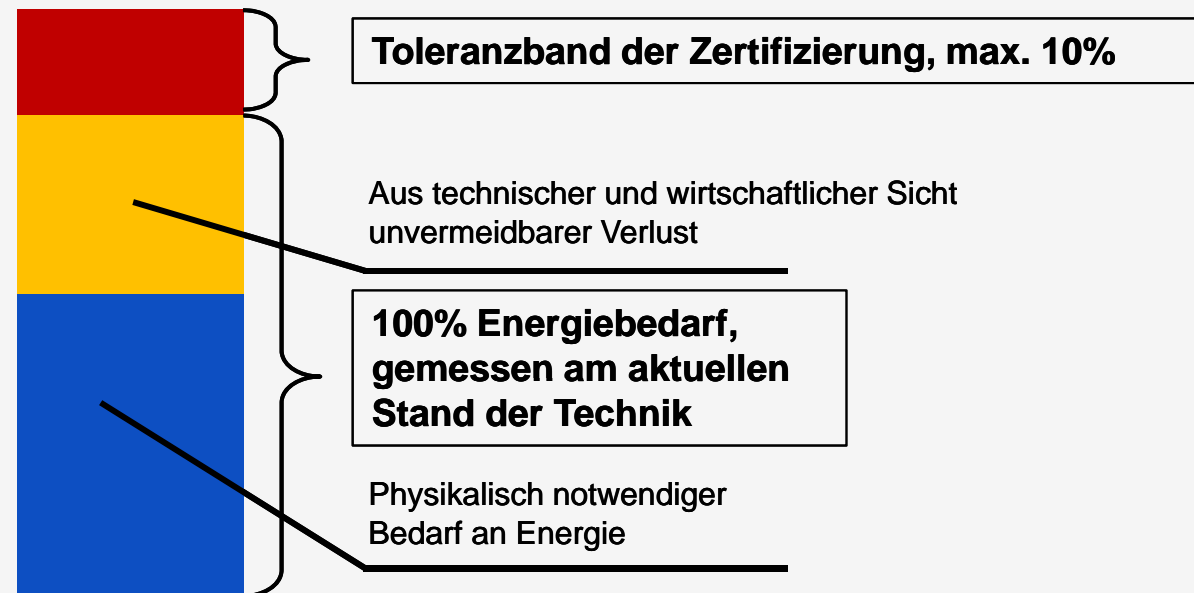 Toleranzband der Zertifizierung, max. 10%
Aus technischer und wirtschaftlicher Sicht
unvermeidbarer Verlust
100% Energiebedarf,
gemessen am aktuellen
Stand der Technik
Physikalisch notwendiger
Bedarf an Energie